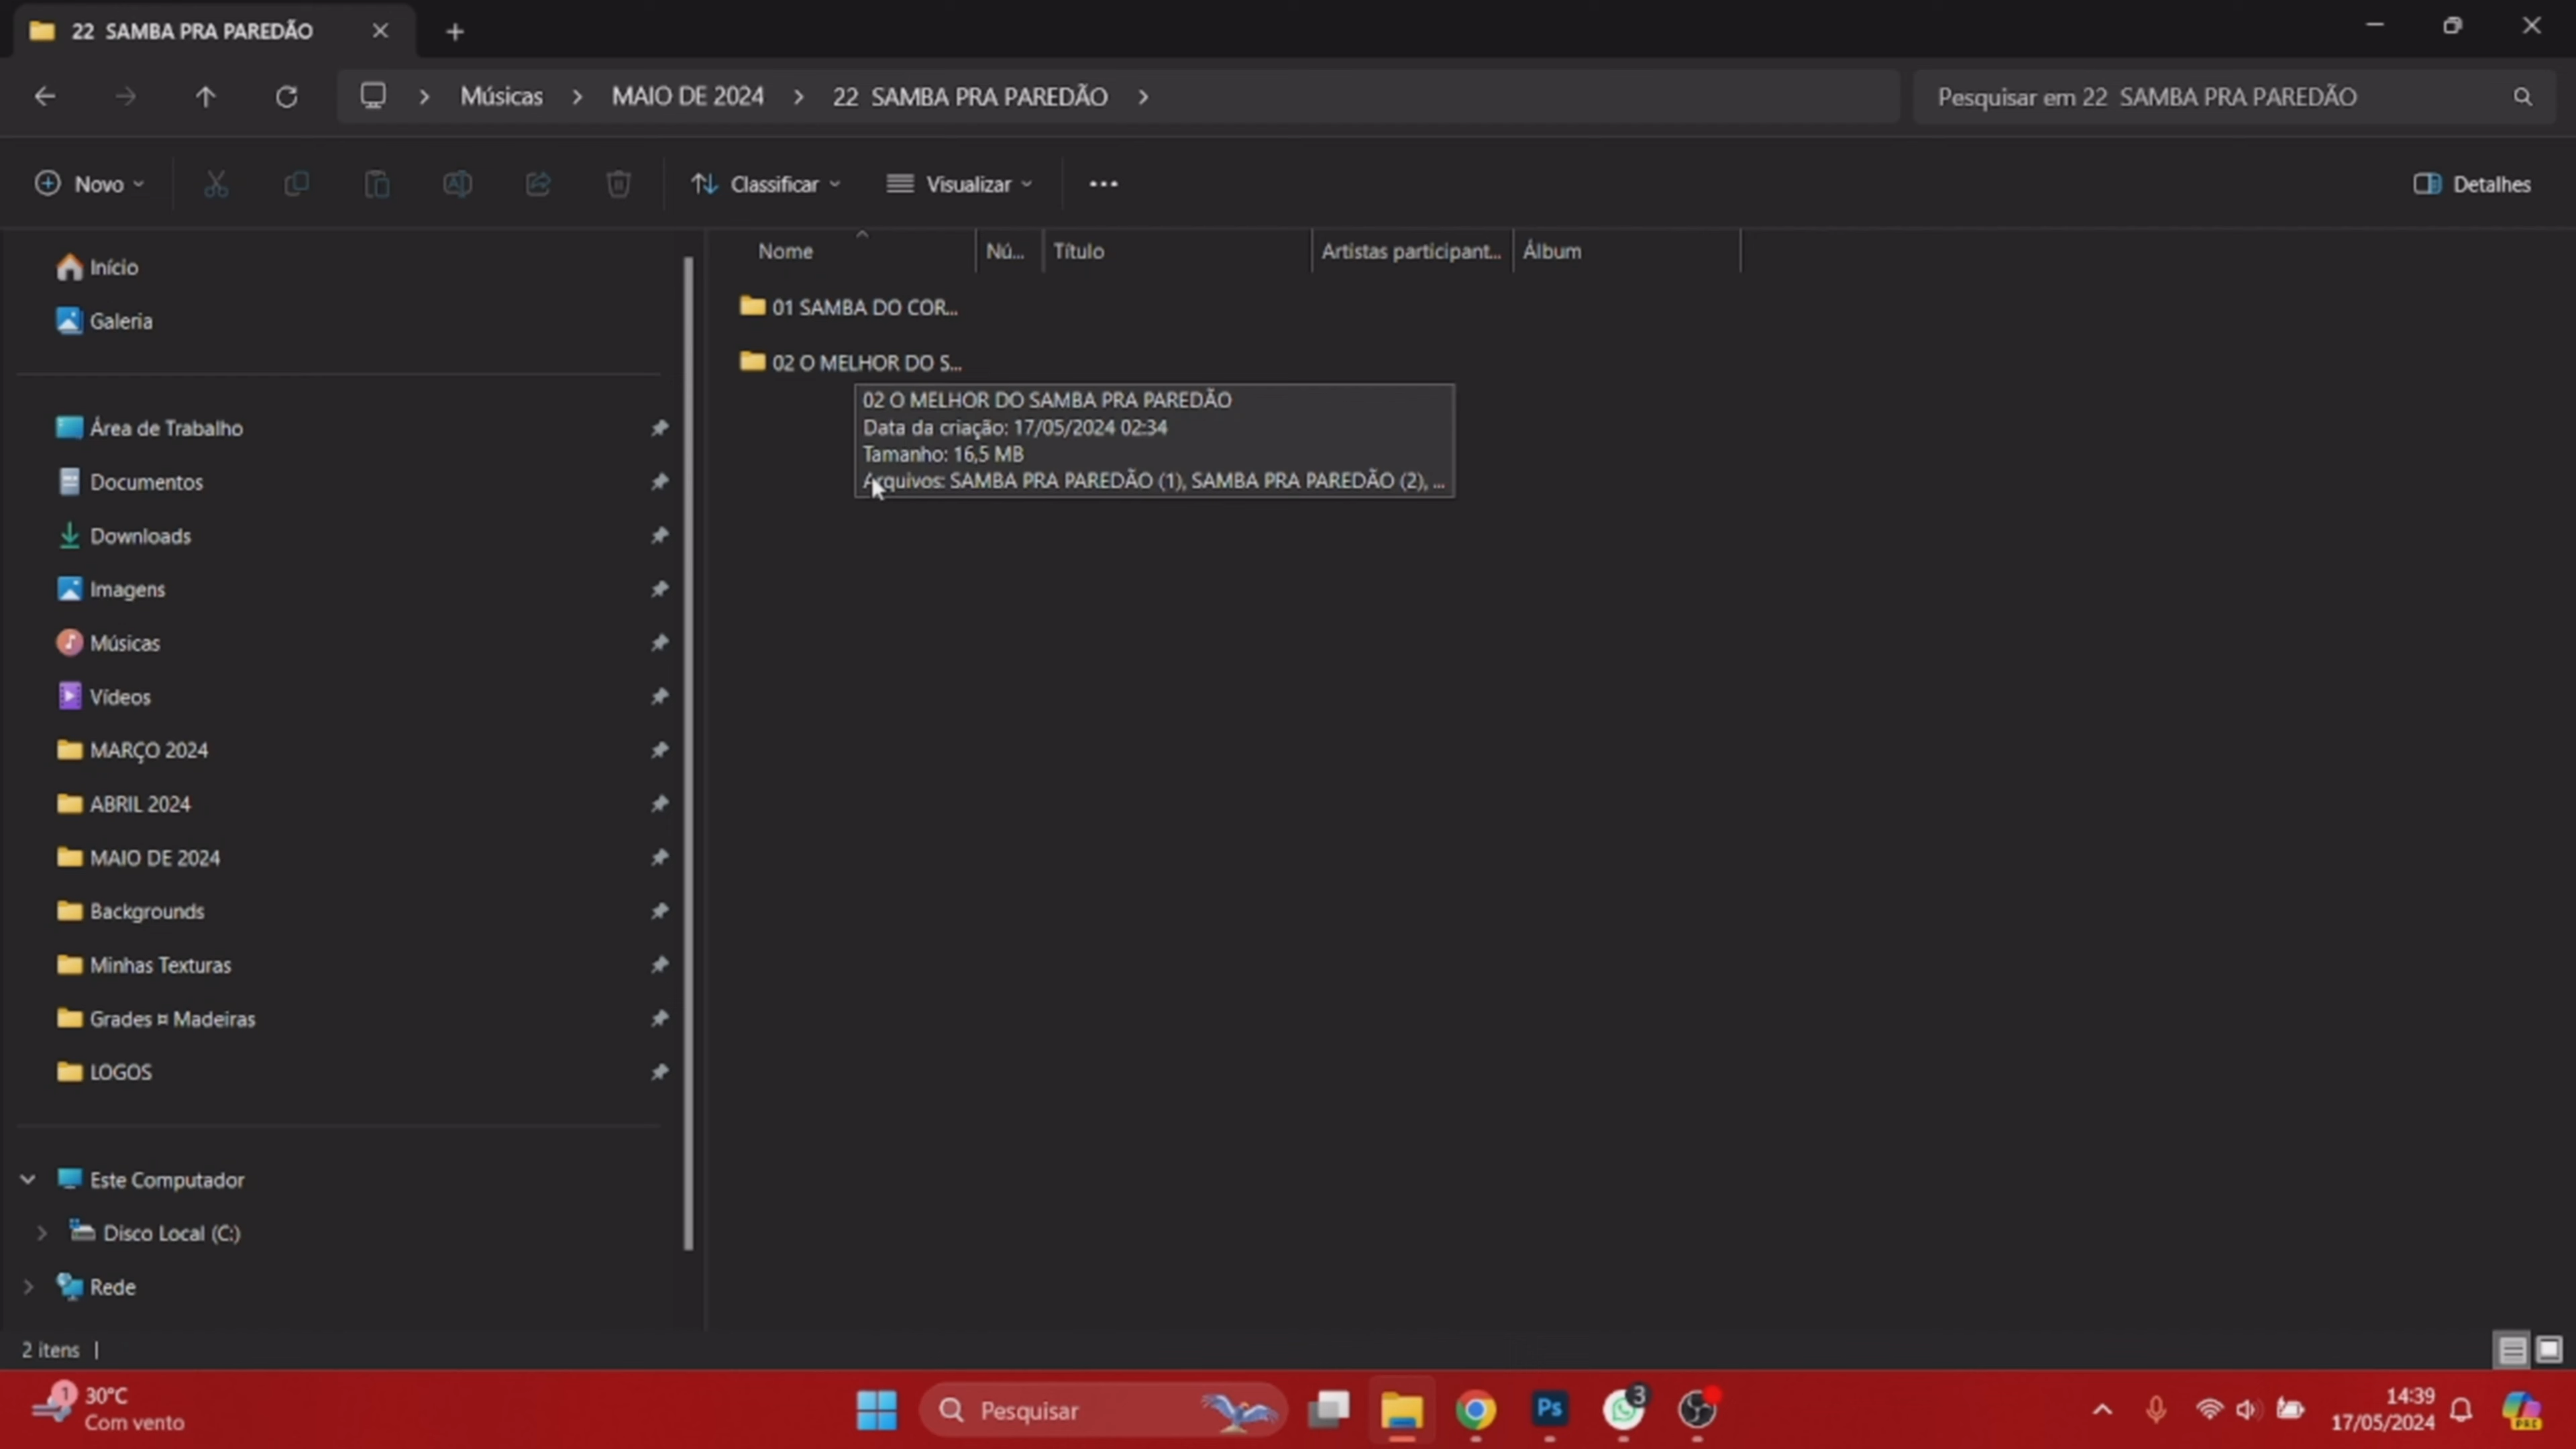 22 SAMBA PRA PAREDÃO
Músicas
MAIO DE 2024
22 SAMBA PRA PAREDÃO
Pesquisar em 22 SAMBA PRA PAREDÃO
Novo
Classificar
Visualizar
Detalhes
Nome
Nú...
Título
Artistas participant...
Álbum
01 SAMBA DO COR...
02 O MELHOR DO S...
02 O MELHOR DO SAMBA PRA PAREDÃO
Data da criação: 17/05/2024 02:34
Tamanho: 16,5 MB
Arquivos: SAMBA PRA PAREDÃO (1), SAMBA PRA PAREDÃO (2), ...
Início
Galeria
Área de Trabalho
Documentos
Downloads
Imagens
Músicas
Vídeos
MARÇO 2024
ABRIL 2024
MAIO DE 2024
Backgrounds
Minhas Texturas
Grades ¤ Madeiras
LOGOS
Este Computador
Disco Local (C:)
Rede
2 itens
1
30°C
Com vento
Pesquisar
Ps
3
14:39
17/05/2024
PRE